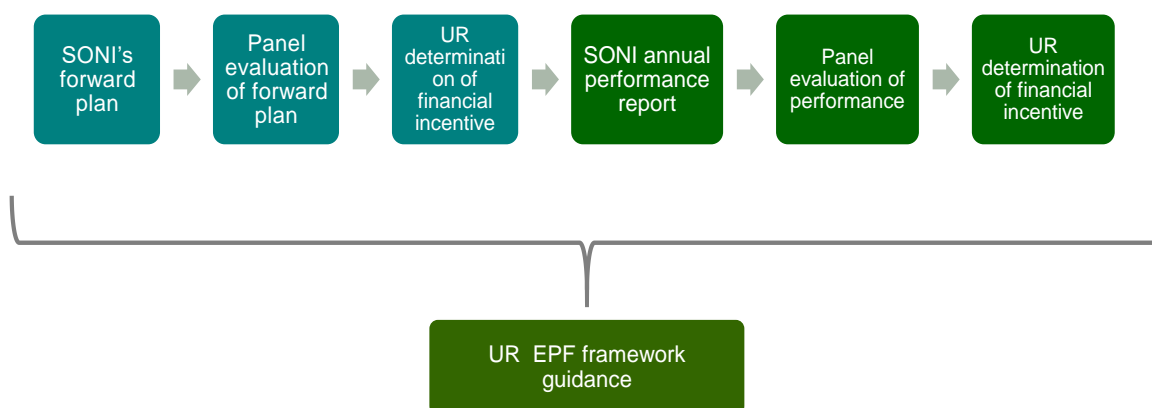 SONI's
forward
plan
Panel
evaluation
of forward
plan
UR
determinati
on of
financial
incentive
SONI annual
performance
report
Panel
evaluation of
performance
UR
determination
of financial
incentive
UR EPF framework
guidance